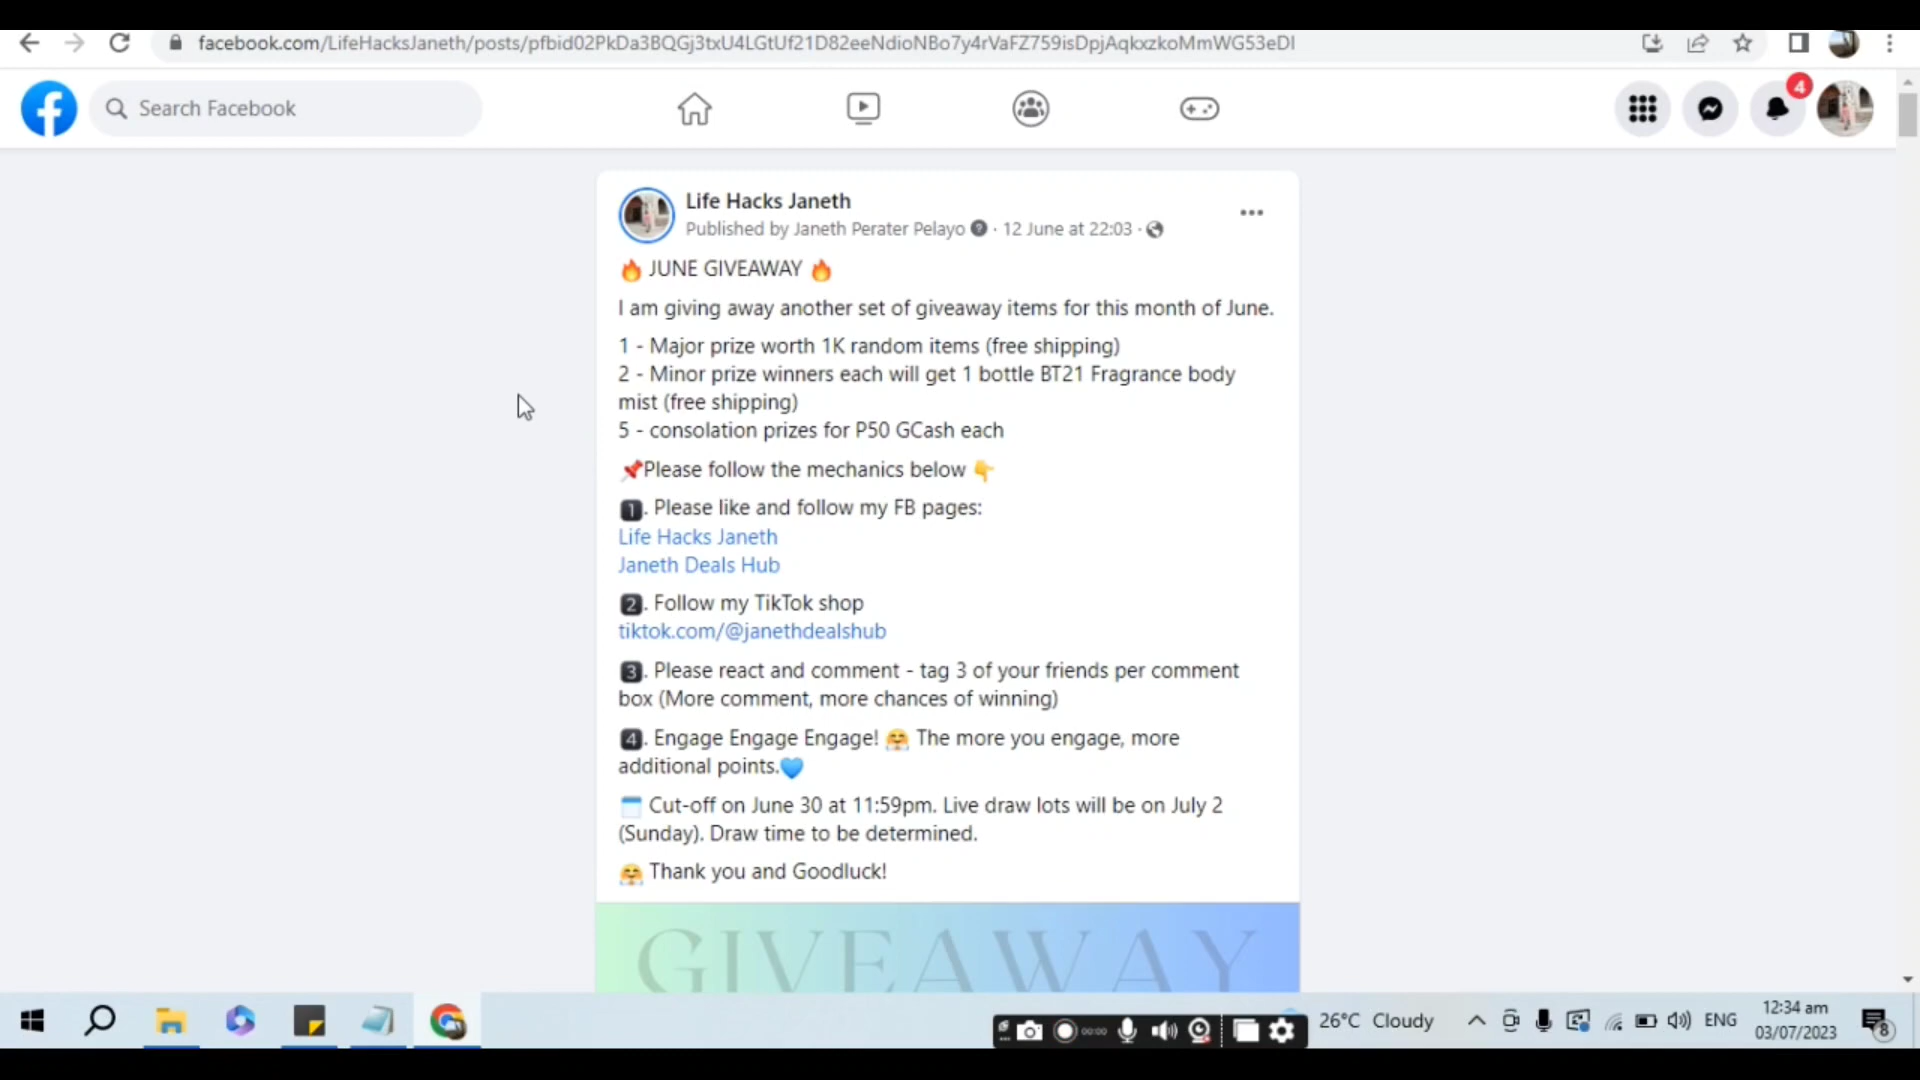 facebook.com/LifeHacksJaneth/posts/pfbid02PkDa3BQGj3txU4LGtUf21D82eeNdioNBo7y4rVaFZ759isDpjAqkxzkoMmWG53eDl
Search Facebook
4
Life Hacks Janeth
Published by Janeth Perater Pelayo · 12 June at 22:03 ·
🔥 JUNE GIVEAWAY 🔥
I am giving away another set of giveaway items for this month of June.
1 - Major prize worth 1K random items (free shipping)
2 - Minor prize winners each will get 1 bottle BT21 Fragrance body
mist (free shipping)
5 - consolation prizes for P50 GCash each
📌Please follow the mechanics below 👇
1. Please like and follow my FB pages:
Life Hacks Janeth
Janeth Deals Hub
2. Follow my TikTok shop
tiktok.com/@janethdealshub
3. Please react and comment - tag 3 of your friends per comment
box (More comment, more chances of winning)
4. Engage Engage Engage! 🤗 The more you engage, more
additional points.💙
🗓 Cut-off on June 30 at 11:59pm. Live draw lots will be on July 2
(Sunday). Draw time to be determined.
🤗 Thank you and Goodluck!
GIVEAWAY
00:00
26°C Cloudy
ENG
12:34 am
03/07/2023
8